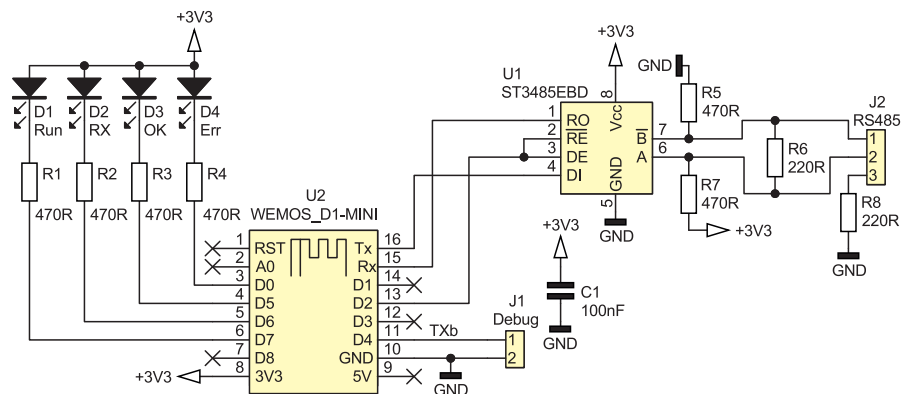 +3V3
D1
Run
D2
RX
D3
OK
D4
Err
R1
470R
R2
470R
R3
470R
R4
470R
U2
WEMOS_D1-MINI
1 RST Tx 16
2 A0 Rx 15
3 D0 D1 14
4 D5 D2 13
5 D6 D3 12
6 D7 D4 11
7 D8 GND 10
8 3V3 5V 9
+3V3
TXb
GND
J1
Debug
1
2
+3V3
C1
100nF
GND
U1
ST3485EBD
+3V3
8
Vcc
1 RO
2 RE
3 DE
4 DI
B 7
A 6
GND
5
GND
GND
R5
470R
R7
470R
+3V3
R6
220R
J2
RS485
1
2
3
R8
220R
GND